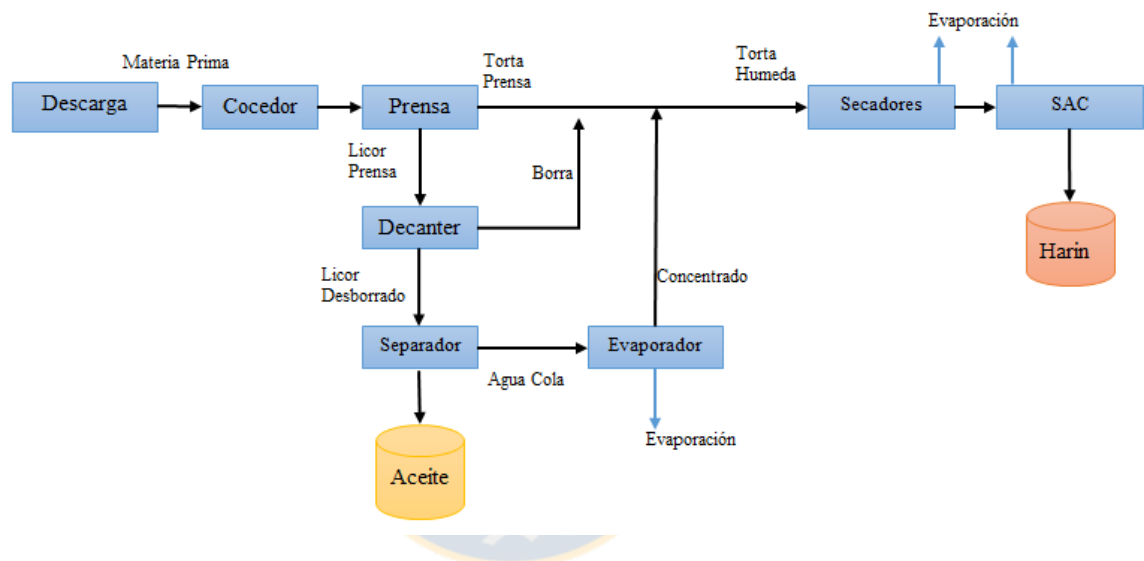 Evaporación
Materia Prima
Torta
Prensa
Torta
Humeda
Descarga
Cocedor
Prensa
Secadores
SAC
Licor
Prensa
Borra
Decanter
Harin
Licor
Desborrado
Concentrado
Separador
Evaporador
Agua Cola
Evaporación
Aceite